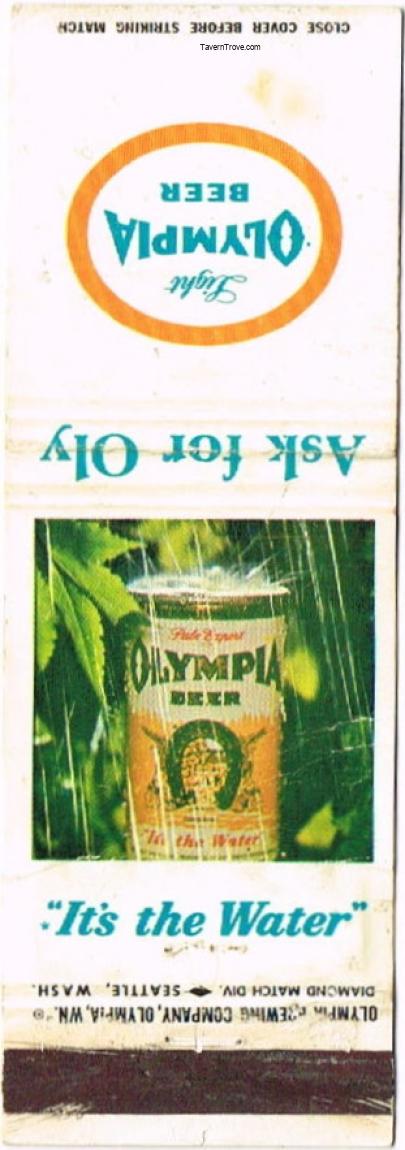 CLOSE COVER BEFORE STRIKING MATCH
TavernTrove.com
Light
OLYMPIA
BEER
Ask for Oly
Pale Export
OLYMPIA
BEER
"It's the Water"
"It's the Water"
OLYMPIA BREWING COMPANY, OLYMPIA, WN. ®
DIAMOND MATCH DIV. SEATTLE, WASH.